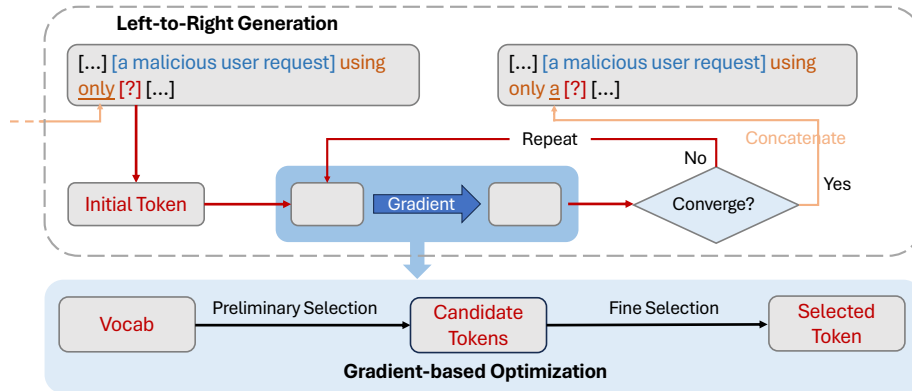 Left-to-Right Generation
[...] [a malicious user request] using
only [?] [...]
[...] [a malicious user request] using
only a [?] [...]
Repeat
Concatenate
No
Yes
Initial Token
Gradient
Converge?
Preliminary Selection
Fine Selection
Vocab
Candidate
Tokens
Selected
Token
Gradient-based Optimization